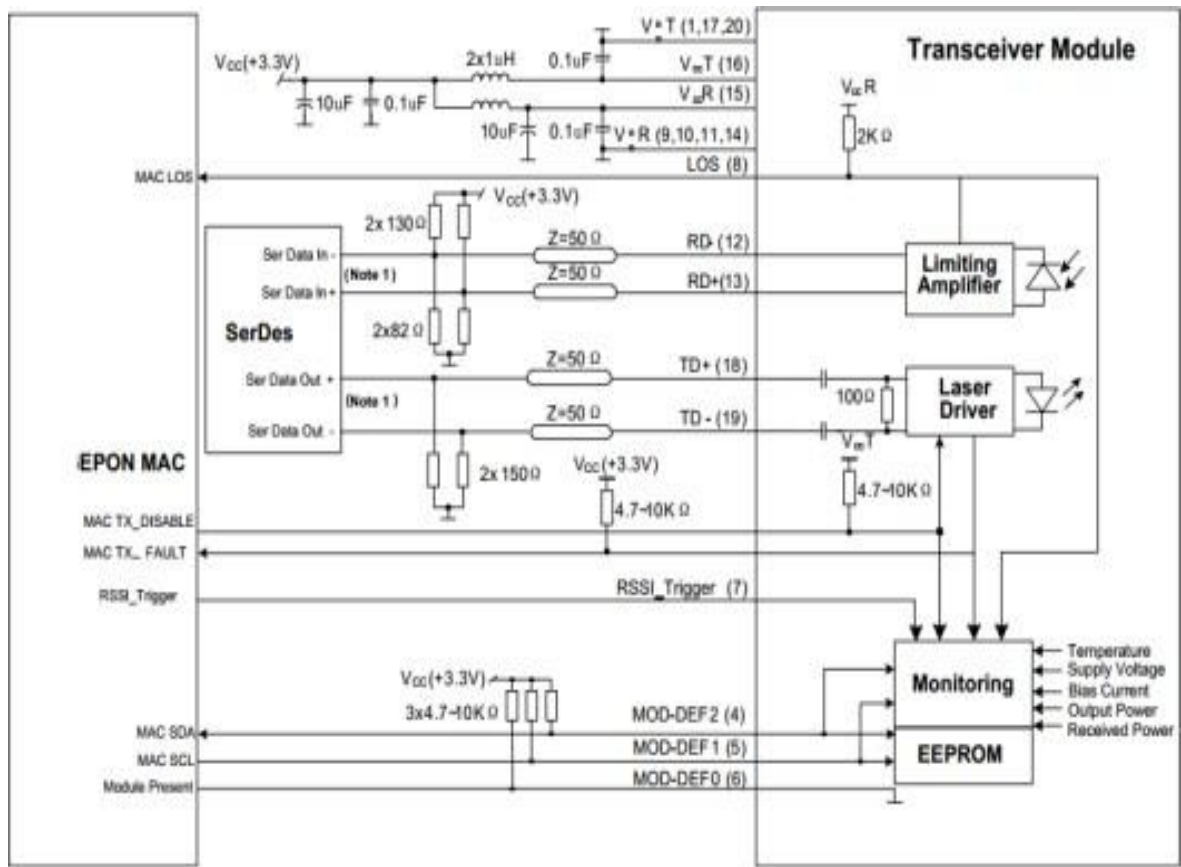 Transceiver Module
(1,17,20)
2x1uH
0.1uF
(16)
Vcc(+3.3V)
(15)
10uF
0.1uF
10uF
0.1uF
(9,10,11,14)
2KΩ
LOS (8)
MAC LOS
Vcc(+3.3V)
2x 130Ω
Z=50 Ω
RD- (12)
Ser Data In -
(Note 1)
Z=50 Ω
RD+(13)
Ser Data In +
Limiting
Amplifier
SerDes
2x82 Ω
Z=50 Ω
TD+ (18)
Ser Data Out +
(Note 1)
100Ω
Laser
Driver
Z=50 Ω
TD - (19)
Ser Data Out -
EPON MAC
2x 150Ω
Vcc(+3.3V)
4.7-10K Ω
4.7-10K Ω
MAC TX_DISABLE
MAC TX_ FAULT
RSSI_Trigger
RSSI_Trigger (7)
Monitoring
Temperature
Supply Voltage
Bias Current
Output Power
Received Power
Vcc(+3.3V)
3x4.7-10K Ω
MAC SDA
MOD-DEF2 (4)
MAC SCL
MOD-DEF1 (5)
EEPROM
Module Present
MOD-DEF0 (6)